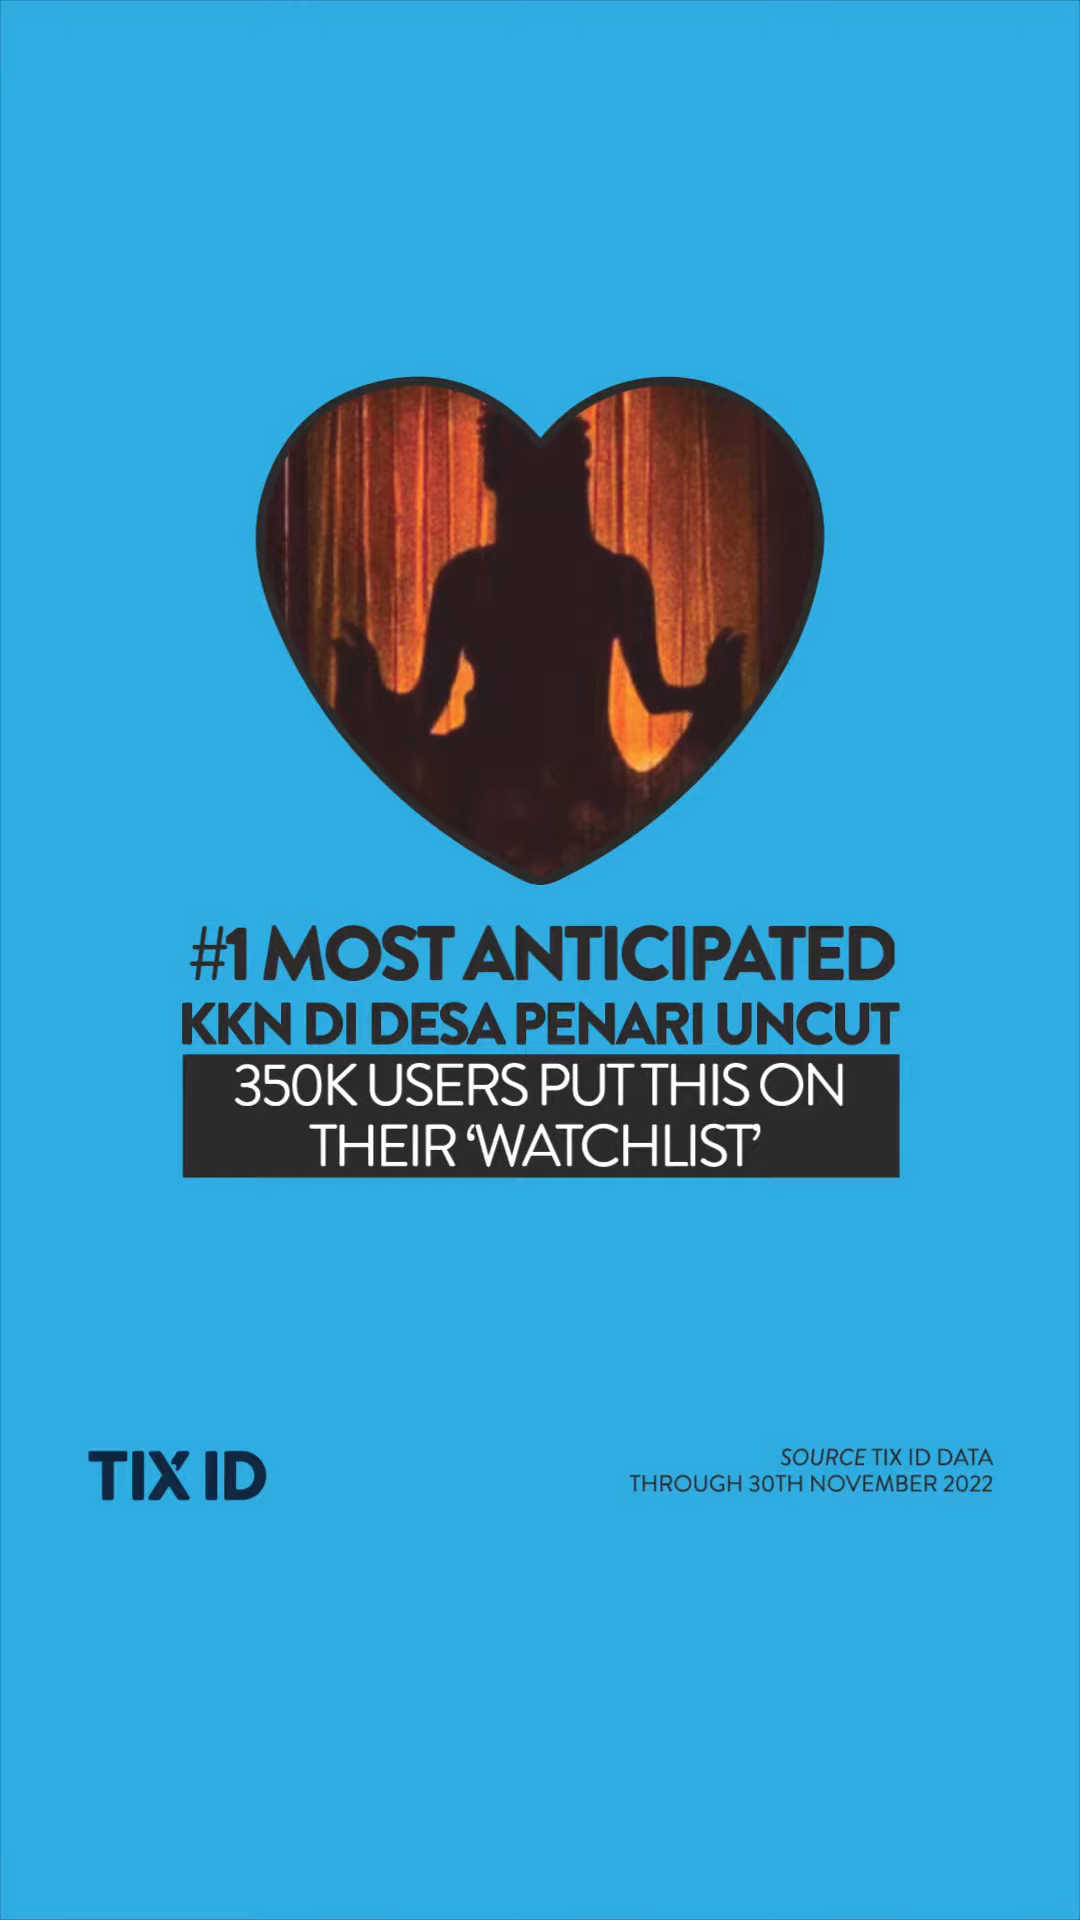 #1 MOST ANTICIPATED
KKN DI DESA PENARI UNCUT
350K USERS PUT THIS ON
THEIR ‘WATCHLIST’
TIX ID
SOURCE TIX ID DATA
THROUGH 30TH NOVEMBER 2022